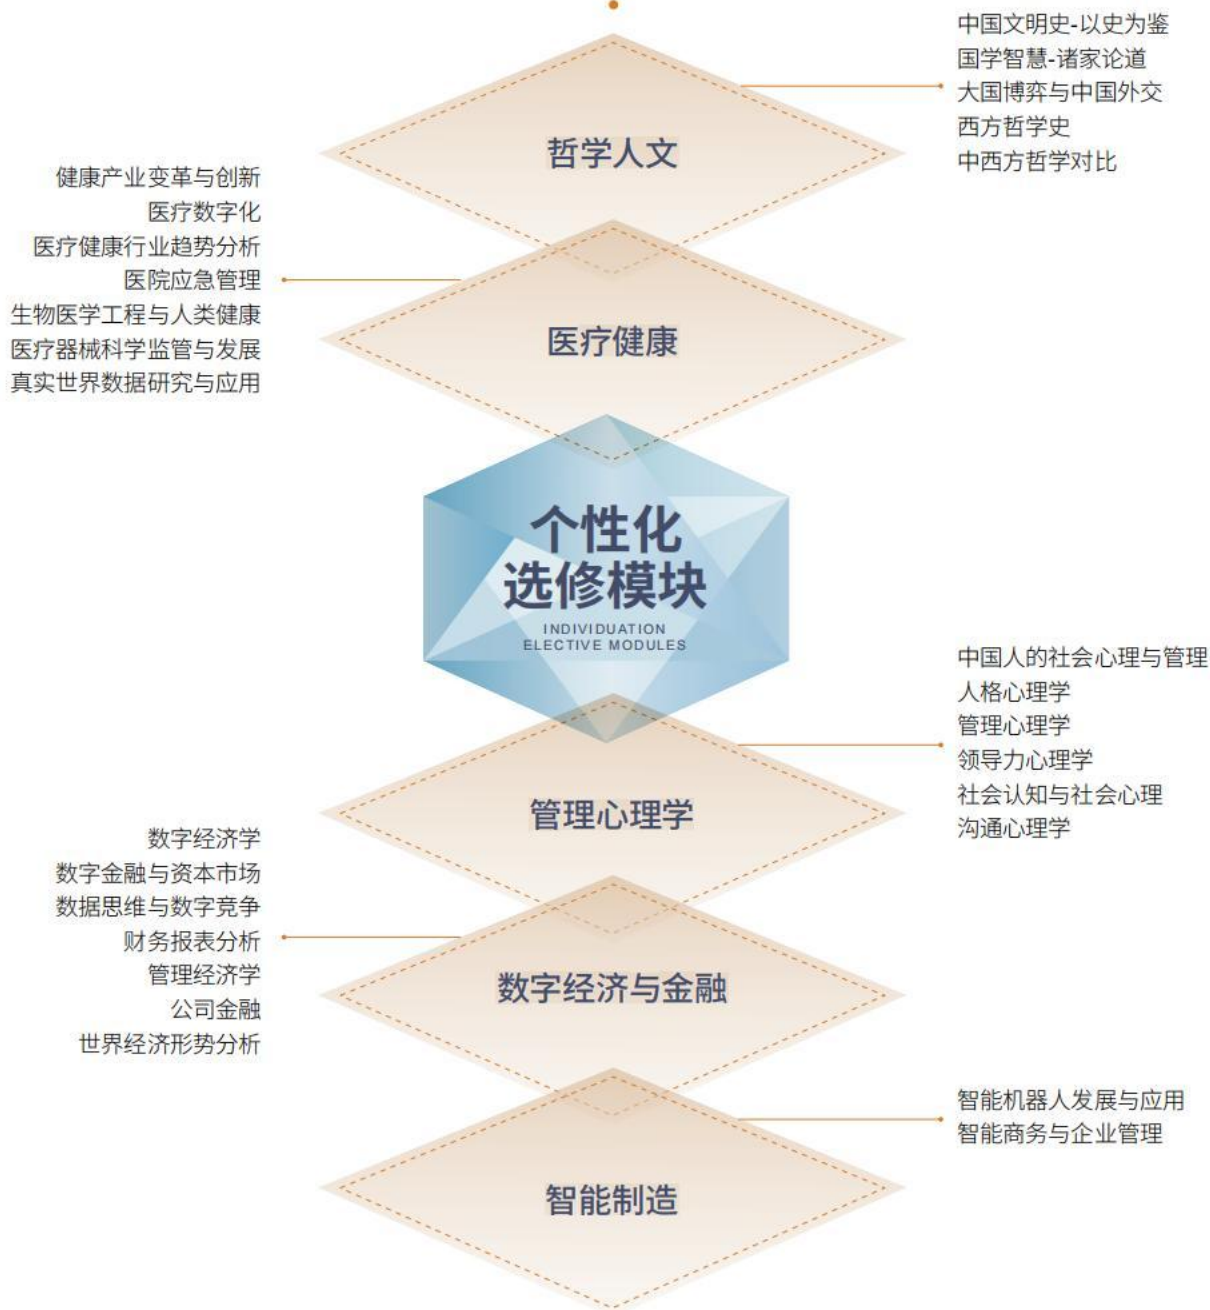 哲学人文
中国文明史-以史为鉴
国学智慧-诸家论道
大国博弈与中国外交
西方哲学史
中西方哲学对比
医疗健康
健康产业变革与创新
医疗数字化
医疗健康行业趋势分析
医院应急管理
生物医学工程与人类健康
医疗器械科学监管与发展
真实世界数据研究与应用
个性化
选修模块
INDIVIDUATION
ELECTIVE MODULES
管理心理学
中国人的社会心理与管理
人格心理学
管理心理学
领导力心理学
社会认知与社会心理
沟通心理学
数字经济与金融
数字经济学
数字金融与资本市场
数据思维与数字竞争
财务报表分析
管理经济学
公司金融
世界经济形势分析
智能制造
智能机器人发展与应用
智能商务与企业管理